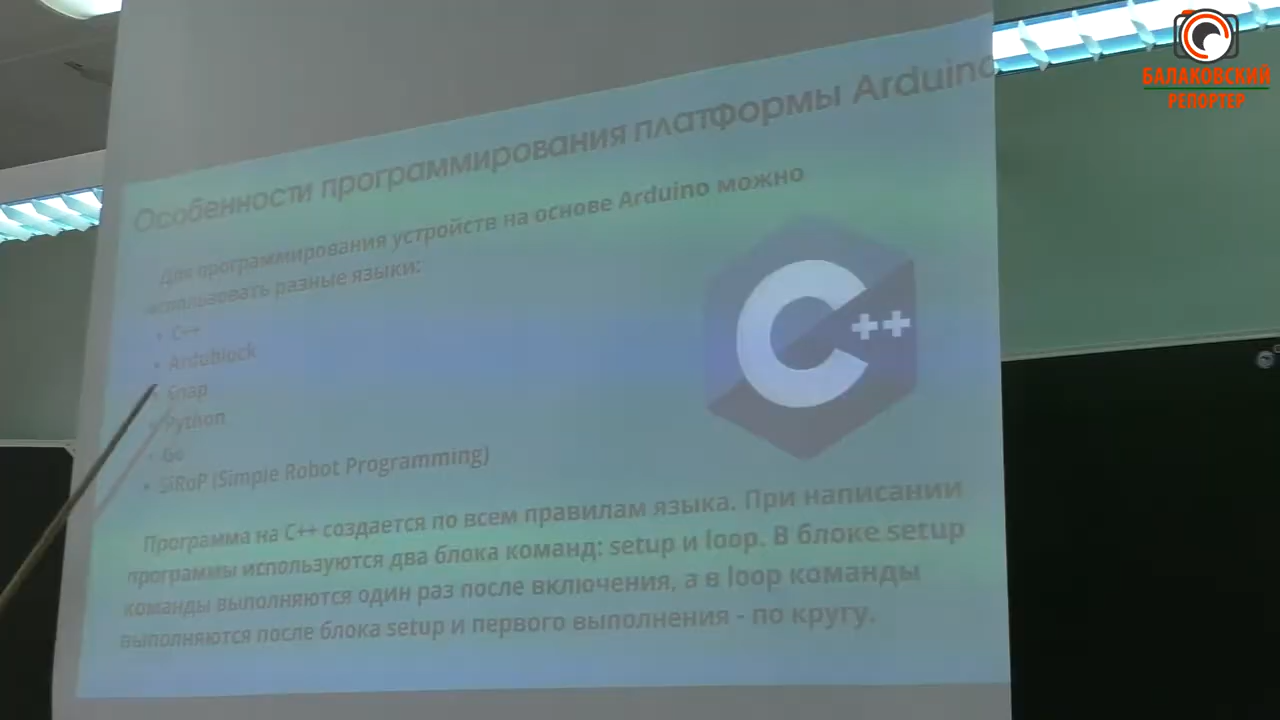 БАЛАКОВСКИЙ
РЕПОРТЕР
Особенности программирования платформы Arduino
Для программирования устройств на основе Arduino можно
использовать разные языки:
• C++
• Ardublock
• Snap
• Python
• Go
• SiRoP (Simple Robot Programming)
C++
Программа на C++ создается по всем правилам языка. При написании
программы используются два блока команд: setup и loop. В блоке setup
команды выполняются один раз после включения, а в loop команды
выполняются после блока setup и первого выполнения - по кругу.